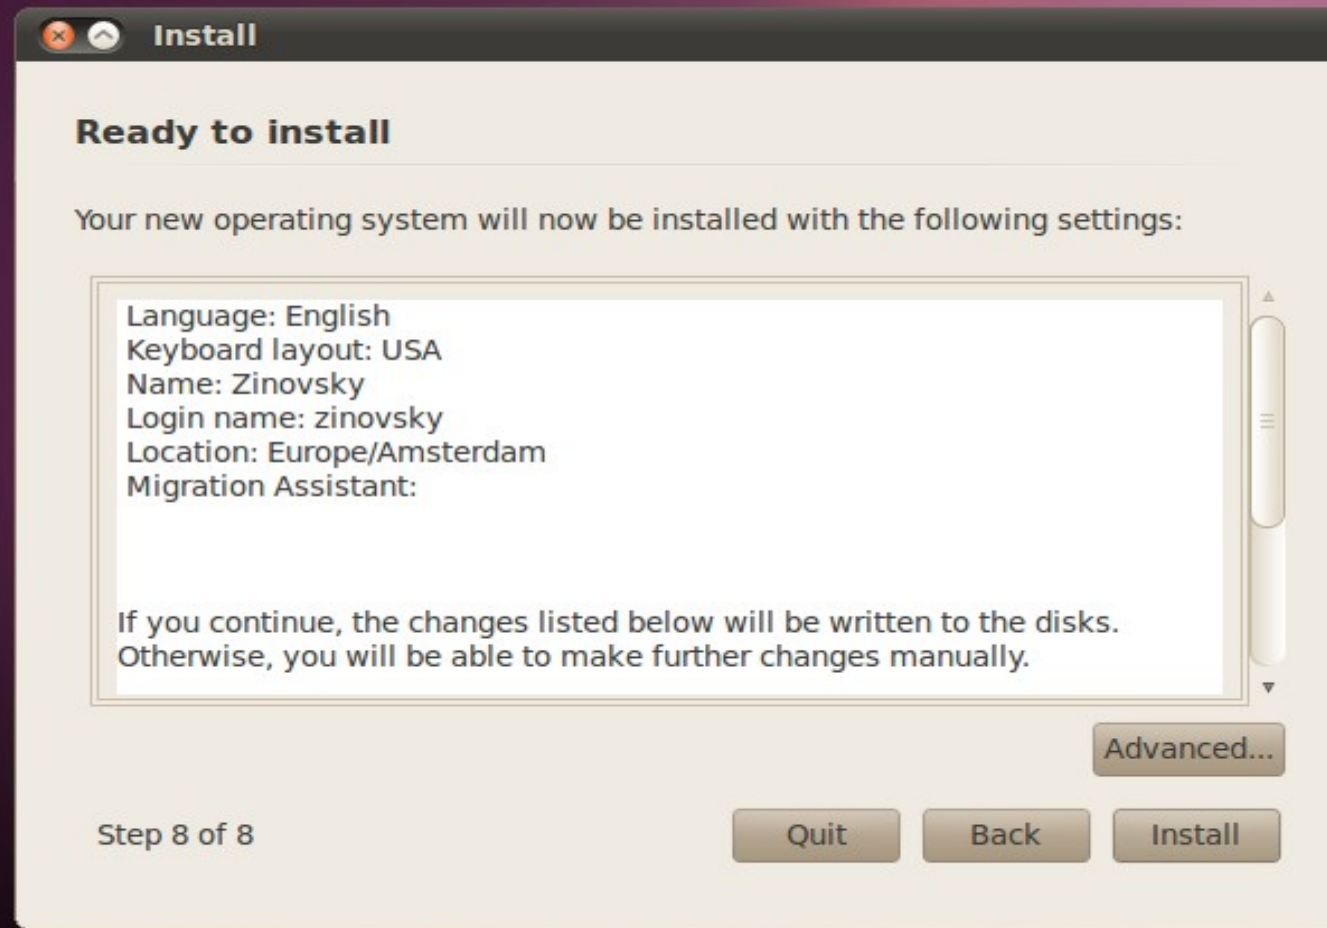 Install
Ready to install
Your new operating system will now be installed with the following settings:
Language: English
Keyboard layout: USA
Name: Zinovsky
Login name: zinovsky
Location: Europe/Amsterdam
Migration Assistant:
If you continue, the changes listed below will be written to the disks.
Otherwise, you will be able to make further changes manually.
Advanced...
Step 8 of 8 Quit Back Install